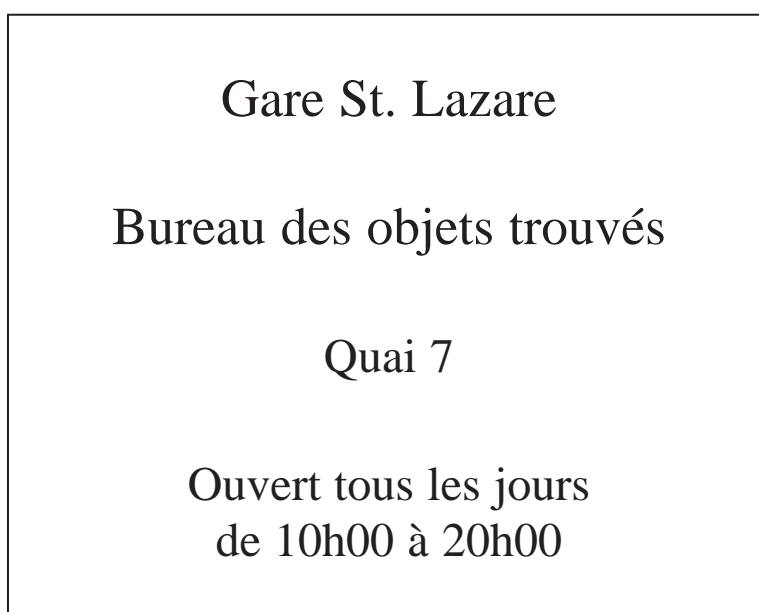 Gare St. Lazare
Bureau des objets trouvés
Quai 7
Ouvert tous les jours
de 10h00 à 20h00